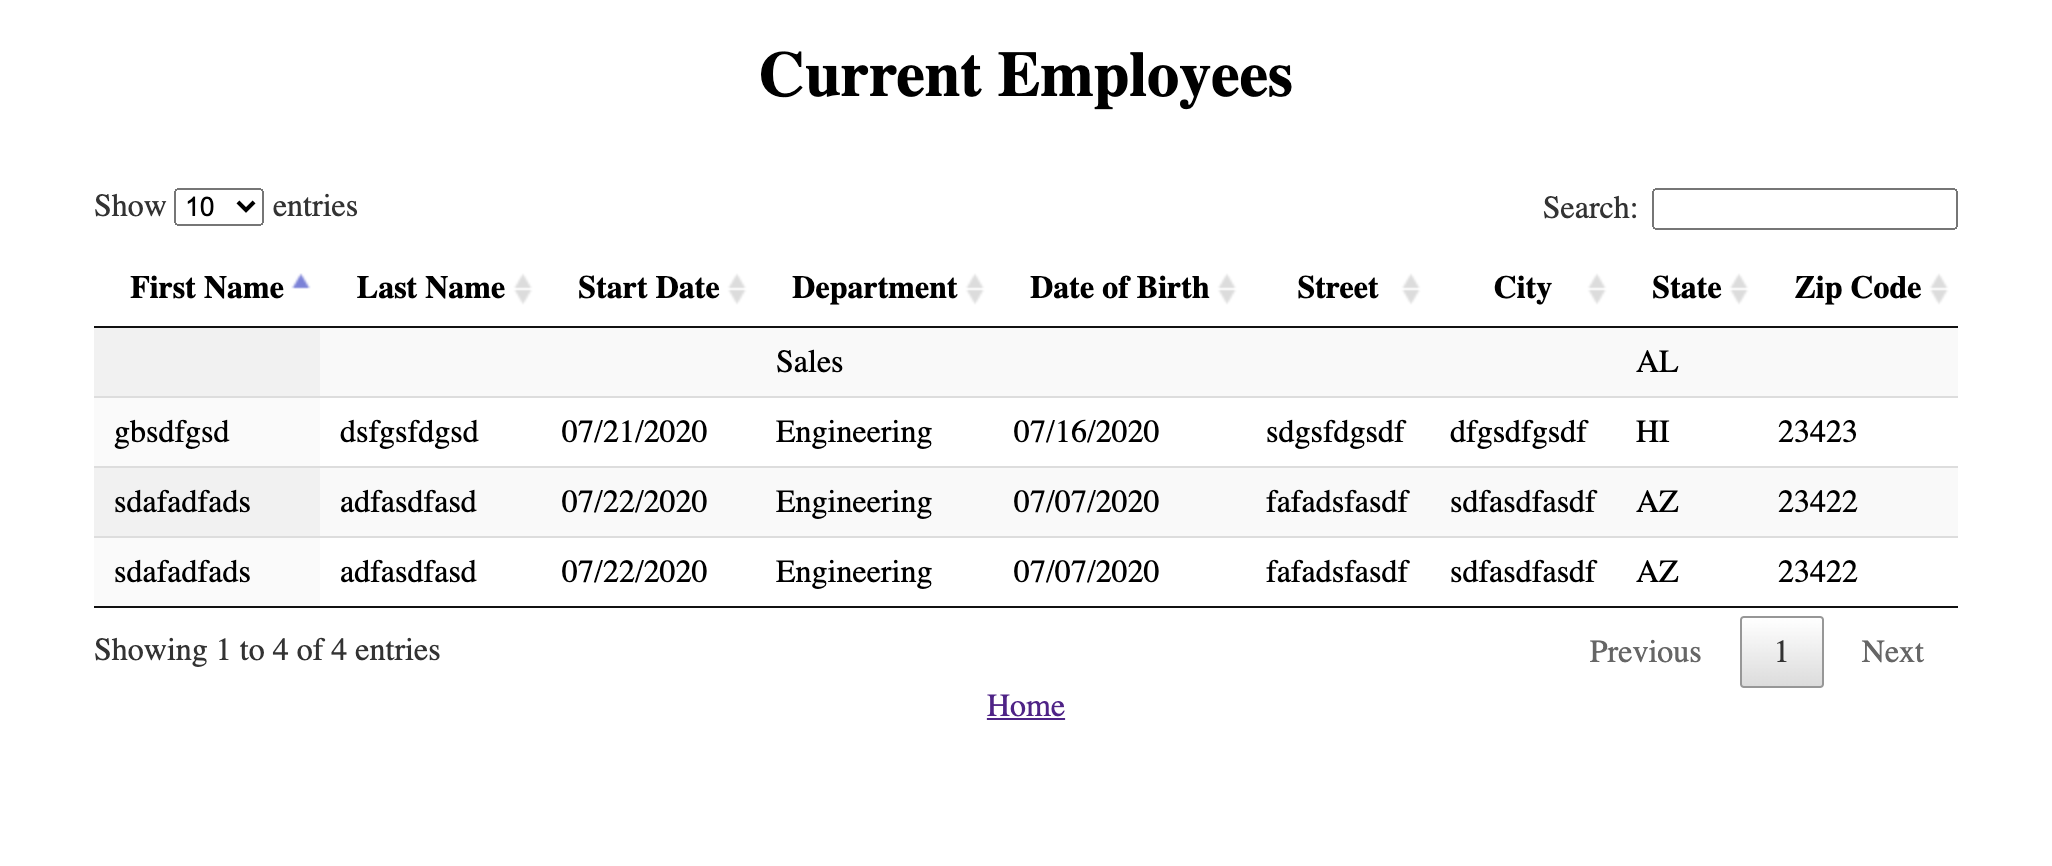 Current Employees
Show 10 entries
Search:
First Name Last Name Start Date Department Date of Birth Street City State Zip Code
Sales AL
gbsdfgsd dsfgsfdgsd 07/21/2020 Engineering 07/16/2020 sdgsfdgsdf dfgsdfgsdf HI 23423
sdafadfads adfasdfasd 07/22/2020 Engineering 07/07/2020 fafadsfasdf sdfasdfasdf AZ 23422
sdafadfads adfasdfasd 07/22/2020 Engineering 07/07/2020 fafadsfasdf sdfasdfasdf AZ 23422
Showing 1 to 4 of 4 entries
Previous 1 Next
Home